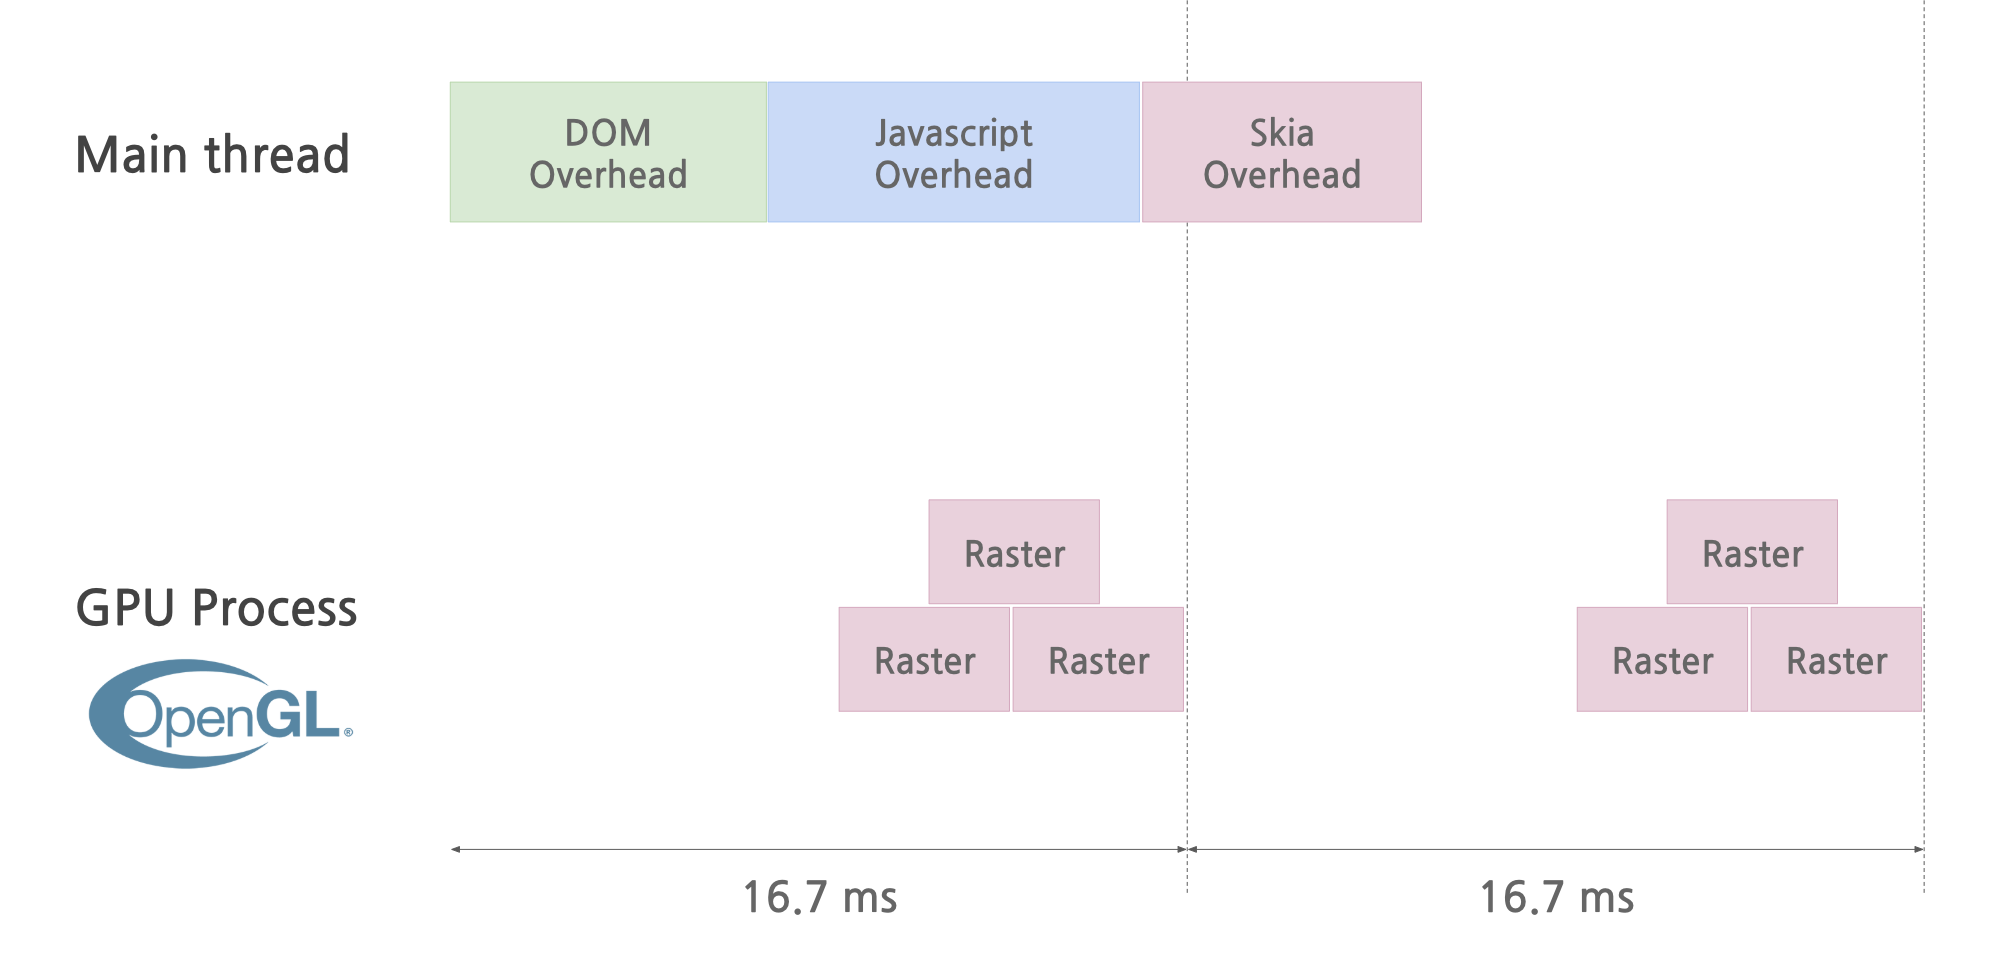 Main thread
DOM
Overhead
Javascript
Overhead
Skia
Overhead
GPU Process
OpenGL®
Raster
Raster
Raster
Raster
Raster
Raster
16.7 ms
16.7 ms